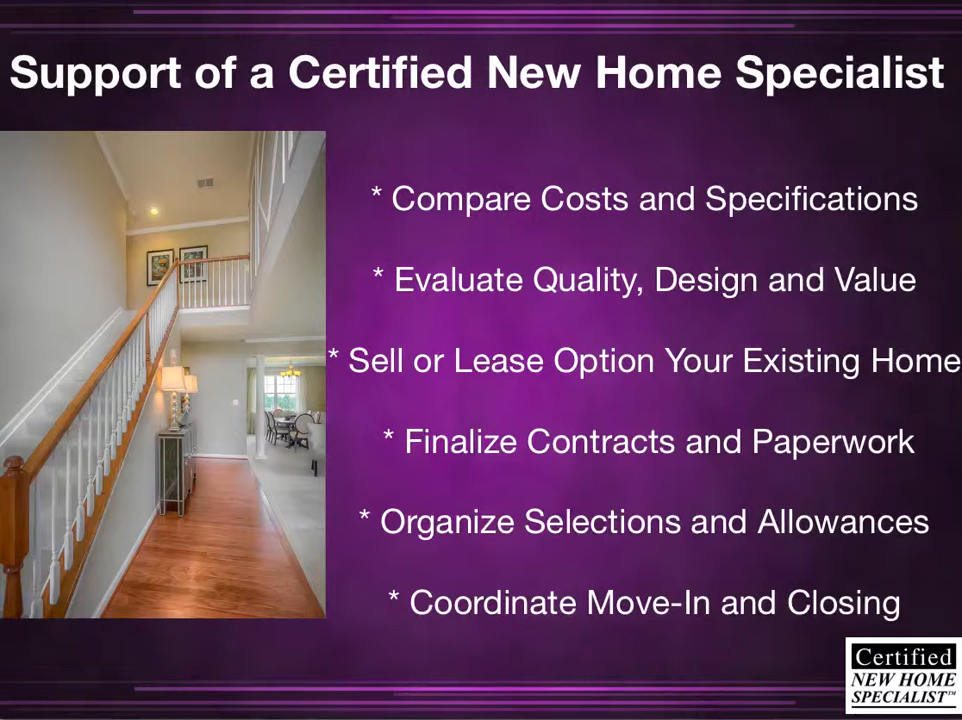 Support of a Certified New Home Specialist
* Compare Costs and Specifications
* Evaluate Quality, Design and Value
* Sell or Lease Option Your Existing Home
* Finalize Contracts and Paperwork
* Organize Selections and Allowances
* Coordinate Move-In and Closing
Certified
NEW HOME
SPECIALIST™